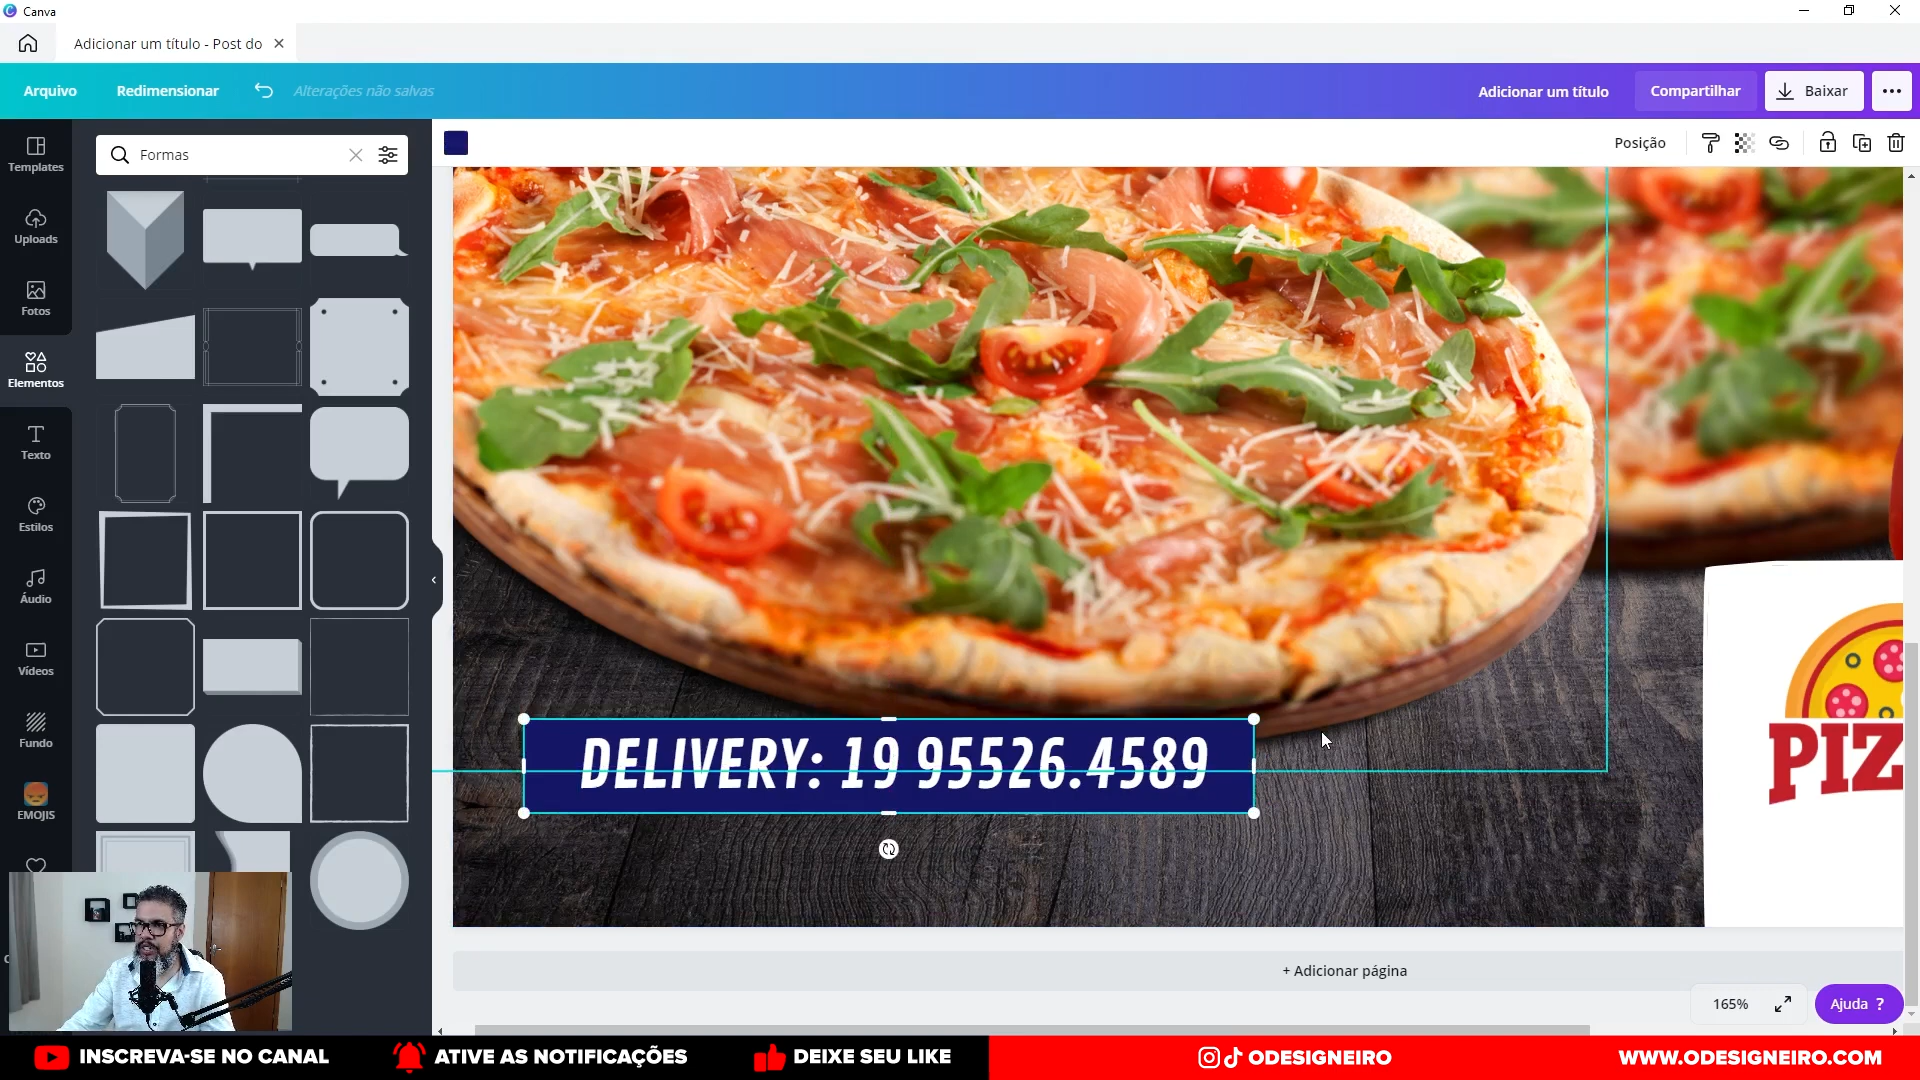 Canva
Adicionar um título - Post do
Arquivo
Redimensionar
Alterações não salvas
Adicionar um título
Compartilhar
Baixar
Formas
Posição
Templates
Uploads
Fotos
Elementos
Texto
Estilos
Áudio
Vídeos
Fundo
EMOJIS
DELIVERY: 19 95526.4589
PIZ
+ Adicionar página
165%
Ajuda ?
INSCREVA-SE NO CANAL
ATIVE AS NOTIFICAÇÕES
DEIXE SEU LIKE
ODESIGNEIRO
WWW.ODESIGNEIRO.COM